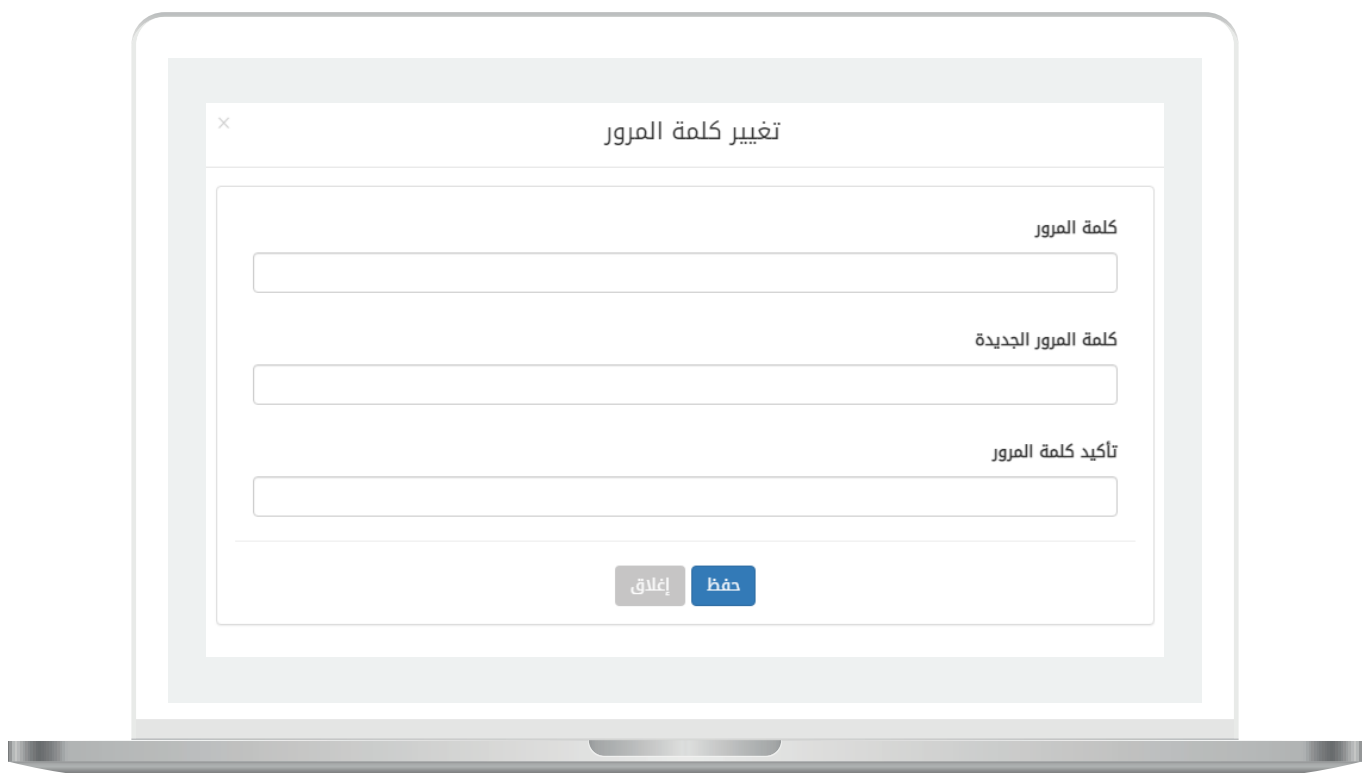 تغيير كلمة المرور
×
كلمة المرور
كلمة المرور الجديدة
تأكيد كلمة المرور
حفظ إغلاق